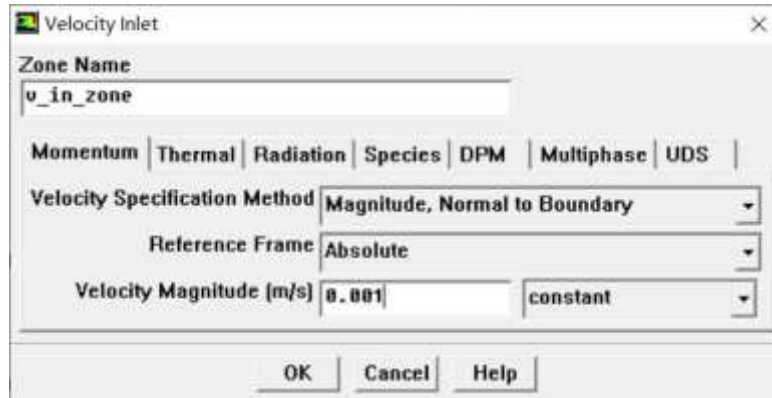 Velocity Inlet
Zone Name
v_in_zone
Momentum Thermal Radiation Species DPM Multiphase UDS
Velocity Specification Method Magnitude, Normal to Boundary
Reference Frame Absolute
Velocity Magnitude (m/s) 0.001 constant
OK Cancel Help